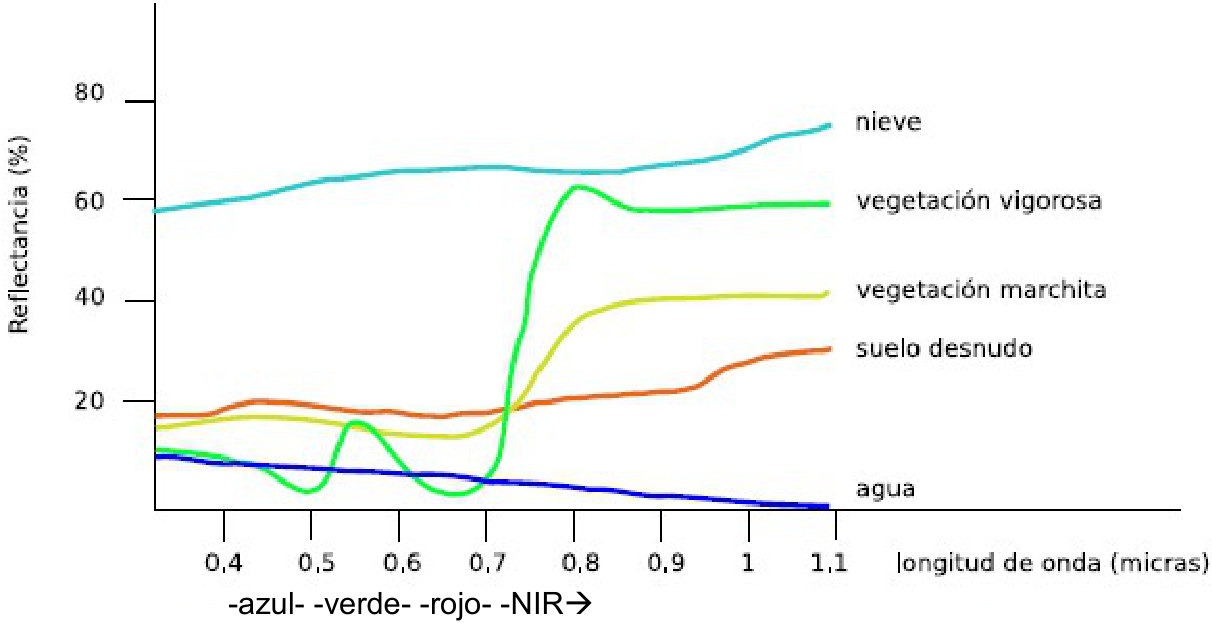 80
60
40
20
Reflectancia (%)
nieve
vegetación vigorosa
vegetación marchita
suelo desnudo
agua
0,4 0,5 0,6 0,7 0,8 0,9 1 1,1 longitud de onda (micras)
-azul- -verde- -rojo- -NIR→